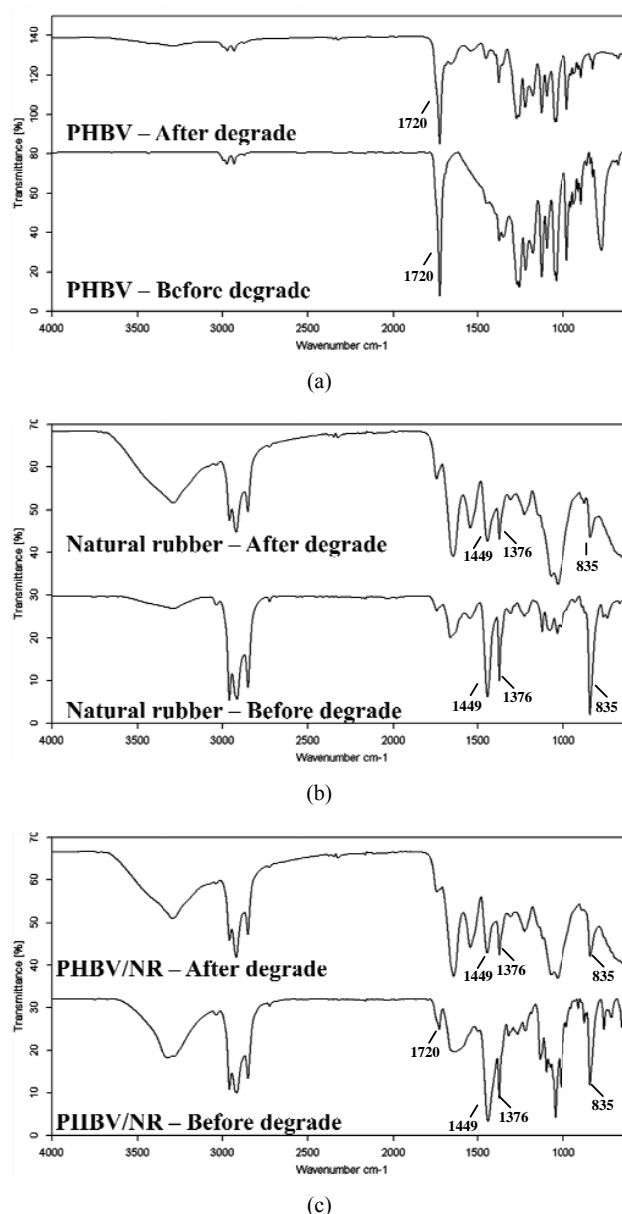 Transmittance [%]
140
120
100
80
60
40
20
0
PHBV – After degrade
1720
PHBV – Before degrade
1720
4000 3500 3000 2500 2000 1500 1000
Wavenumber cm-1
(a)
Transmittance [%]
70
60
50
40
30
20
10
0
Natural rubber – After degrade
1449 1376 835
Natural rubber – Before degrade
1449 1376 835
4000 3500 3000 2500 2000 1500 1000
Wavenumber cm-1
(b)
Transmittance [%]
70
60
50
40
30
20
10
0
PHBV/NR – After degrade
1449 1376 835
1720
PHBV/NR – Before degrade
1449 1376 835
4000 3500 3000 2500 2000 1500 1000
Wavenumber cm-1
(c)